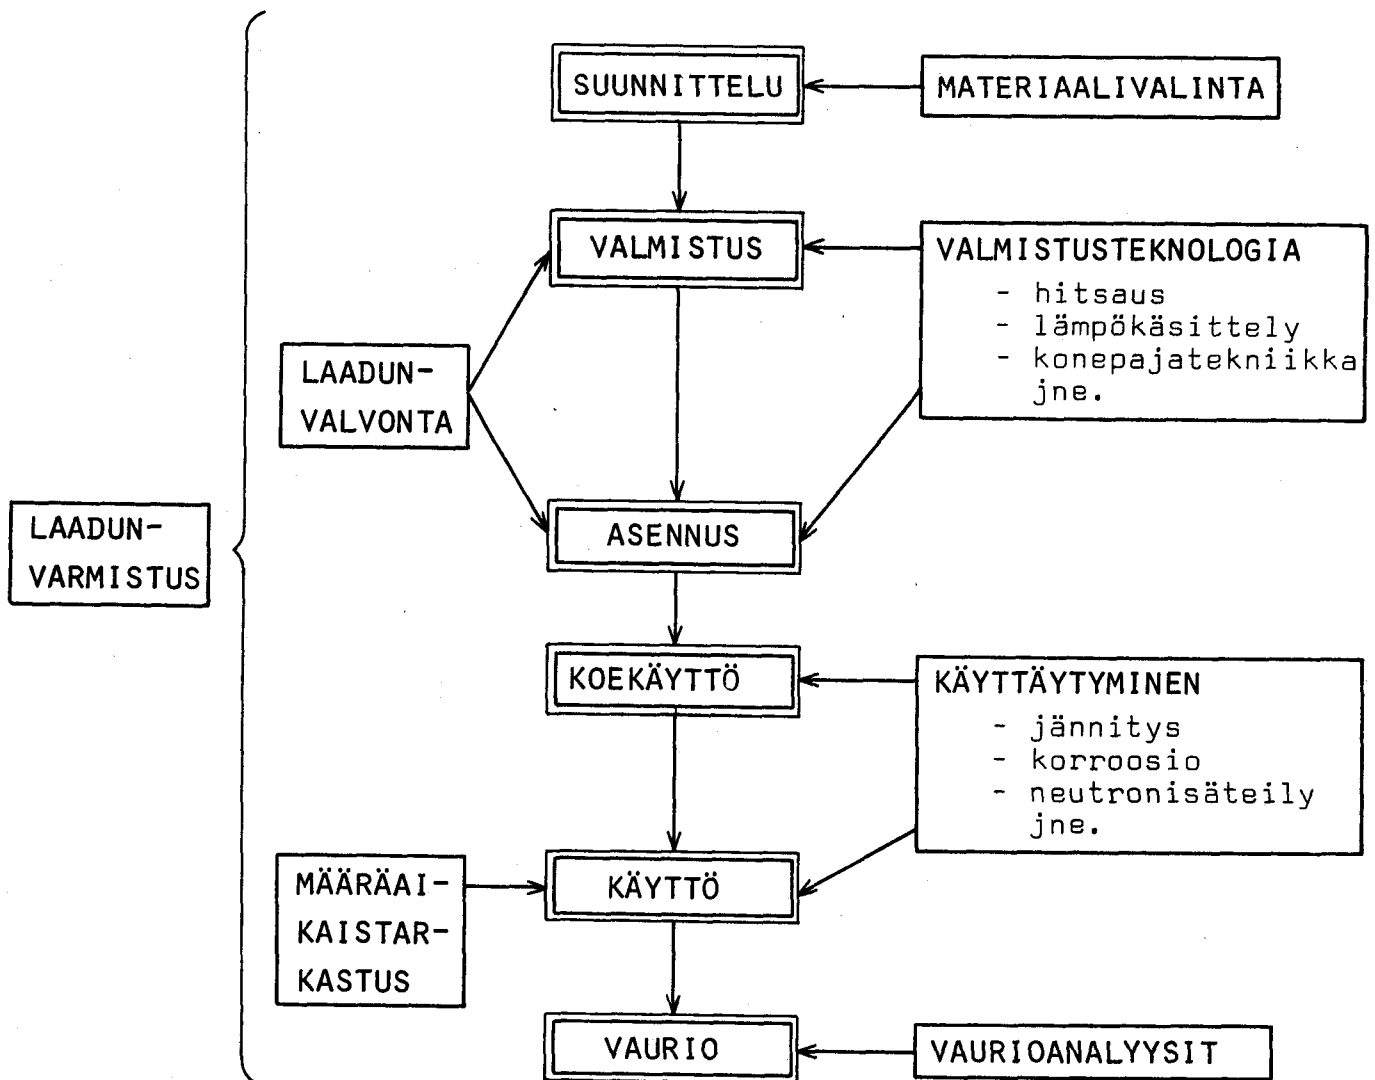 SUUNNITTELU
MATERIAALIVALINTA
VALMISTUS
VALMISTUSTEKNOLOGIA
- hitsaus
- lämpökäsittely
- konepajatekniikka
jne.
LAADUN-
VALVONTA
ASENNUS
LAADUN-
VARMISTUS
KOEKÄYTTÖ
KÄYTTÄYTYMINEN
- jännitys
- korroosio
- neutronisäteily
jne.
KÄYTTÖ
MÄÄRÄAI-
KAISTAR-
KASTUS
VAURIO
VAURIOANALYYSIT